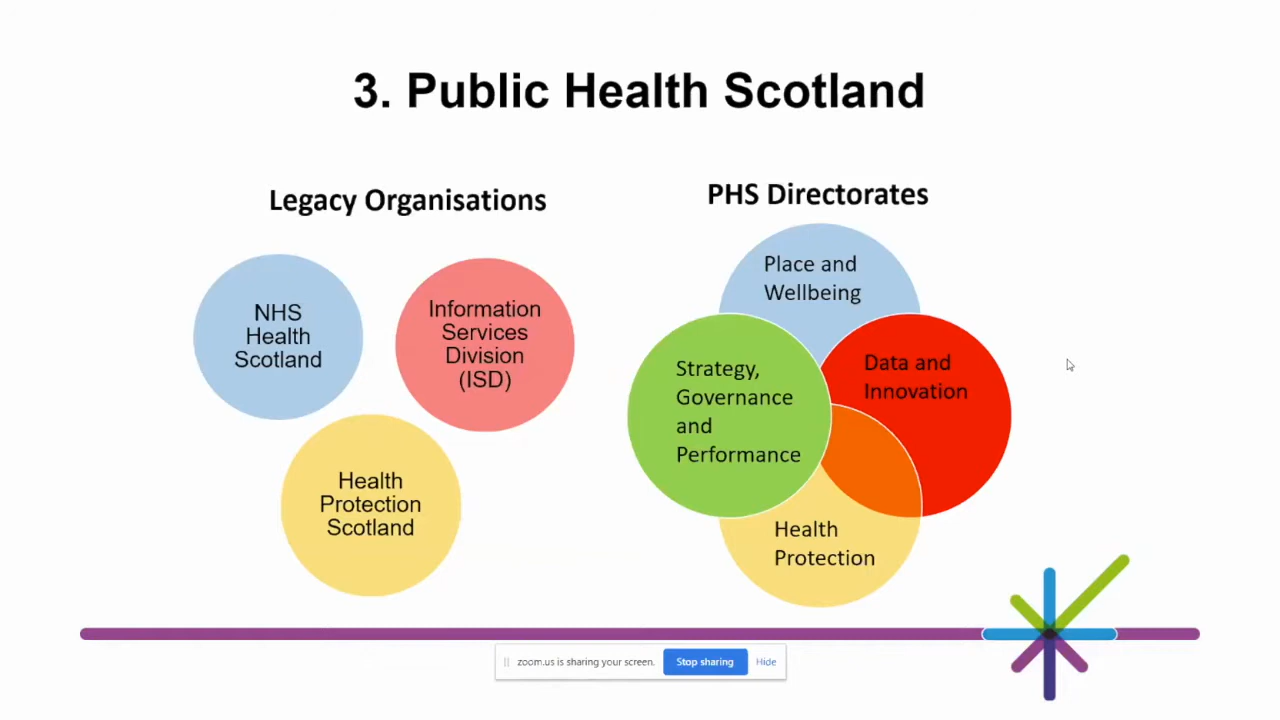 3. Public Health Scotland
Legacy Organisations
NHS
Health
Scotland
Information
Services
Division
(ISD)
Health
Protection
Scotland
PHS Directorates
Place and
Wellbeing
Strategy,
Governance
and
Performance
Data and
Innovation
Health
Protection
zoom.us is sharing your screen.
Stop sharing
Hide